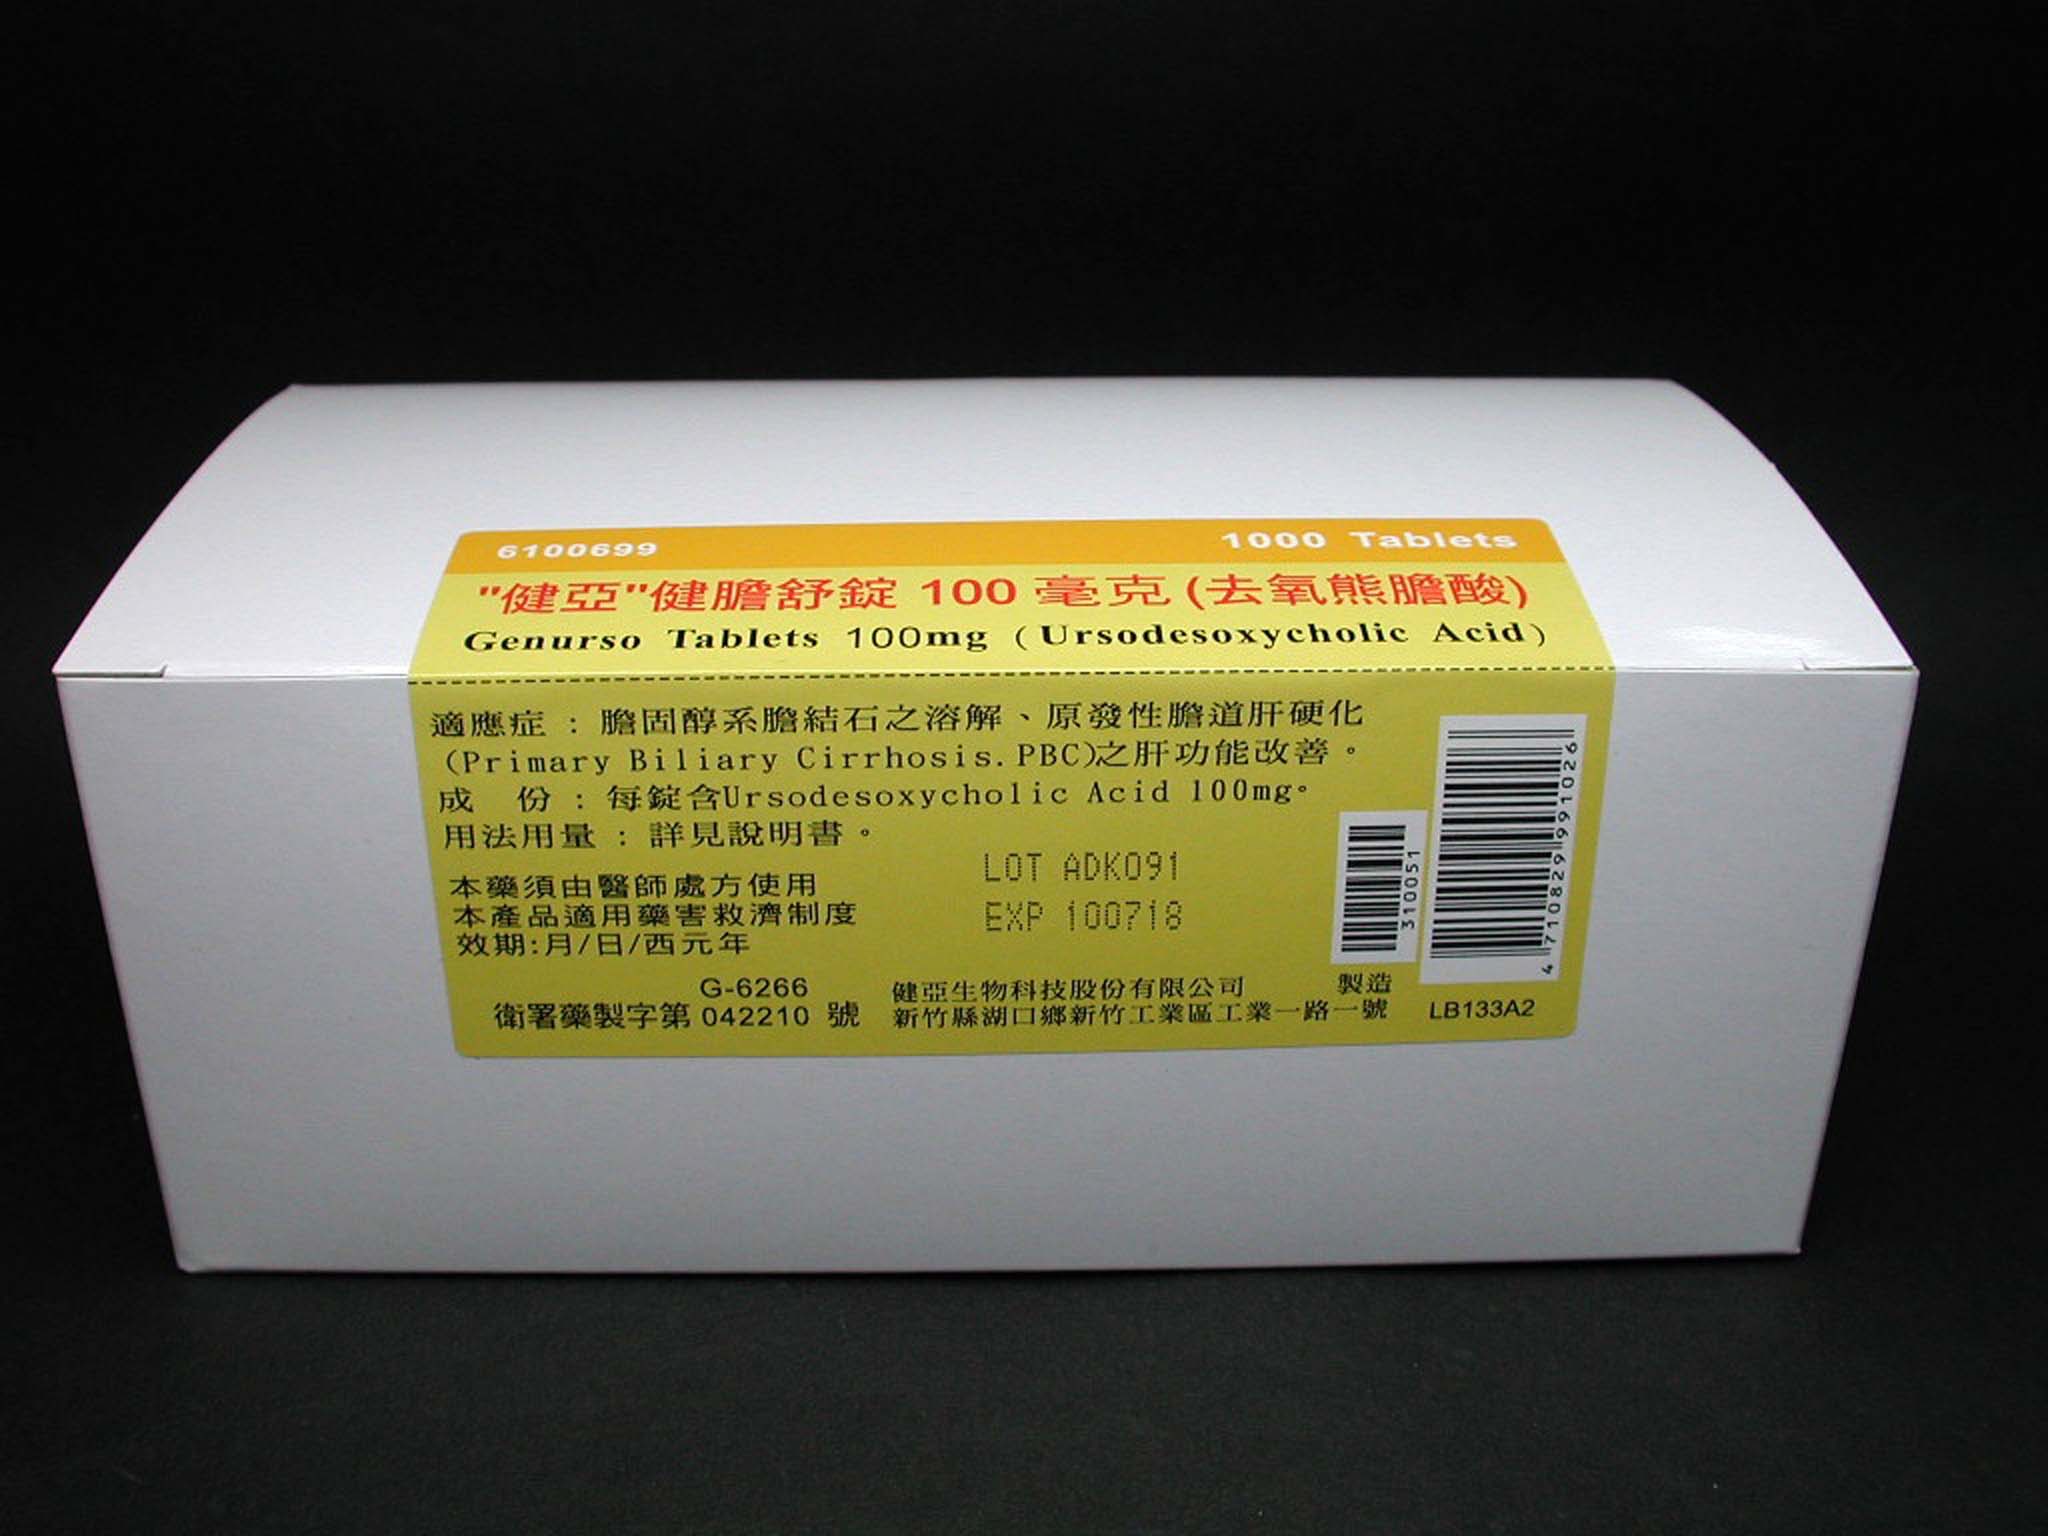 6100699 1000 Tablets
"健亞"健膽舒錠 100 毫克 (去氧熊膽酸)
Genurso Tablets 100mg (Ursodesoxycholic Acid)
適應症：膽固醇系膽結石之溶解、原發性膽道肝硬化
(Primary Biliary Cirrhosis. PBC)之肝功能改善。
成 份：每錠含Ursodesoxycholic Acid 100mg。
用法用量：詳見說明書。
本藥須由醫師處方使用
本產品適用藥害救濟制度
效期:月/日/西元年
LOT ADK091
EXP 100718
310051
4 710829 991026
G-6266
衛署藥製字第 042210 號
健亞生物科技股份有限公司 製造
新竹縣湖口鄉新竹工業區工業一路一號
LB133A2